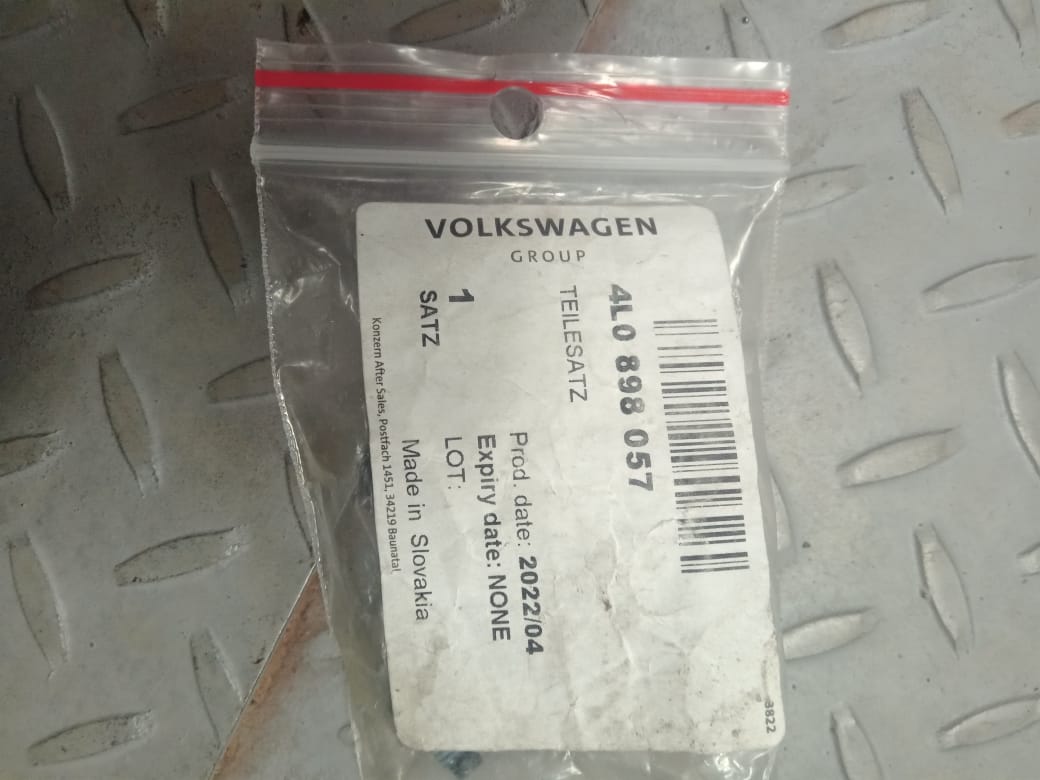 VOLKSWAGEN
GROUP
4L0 898 057
TEILESATZ
Prod. date: 2022/04
Expiry date: NONE
1
LOT:
SATZ
Made in Slovakia
Konzern After Sales, Postfach 1451, 34219 Baunatal
3822